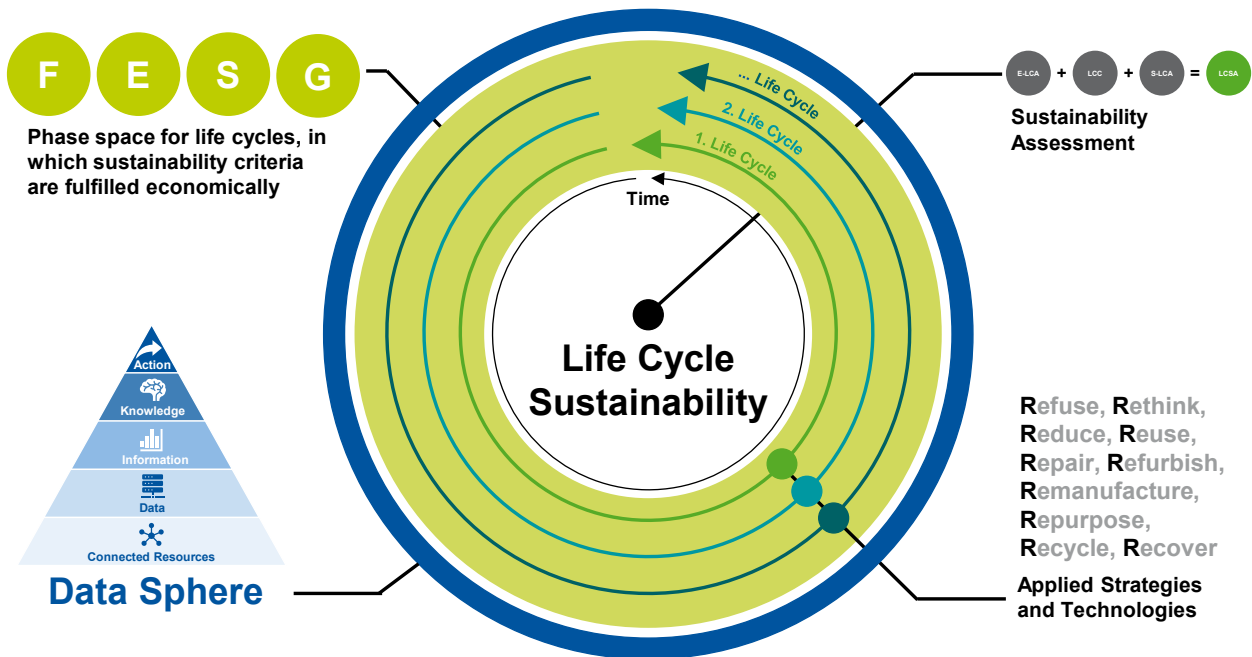 F E S G
Phase space for life cycles, in
which sustainability criteria
are fulfilled economically
... Life Cycle
2. Life Cycle
1. Life Cycle
Time
Life Cycle
Sustainability
E-LCA + LCC + S-LCA = LCSA
Sustainability
Assessment
Action
Knowledge
Information
Data
Connected Resources
Data Sphere
Refuse, Rethink,
Reduce, Reuse,
Repair, Refurbish,
Remanufacture,
Repurpose,
Recycle, Recover
Applied Strategies
and Technologies